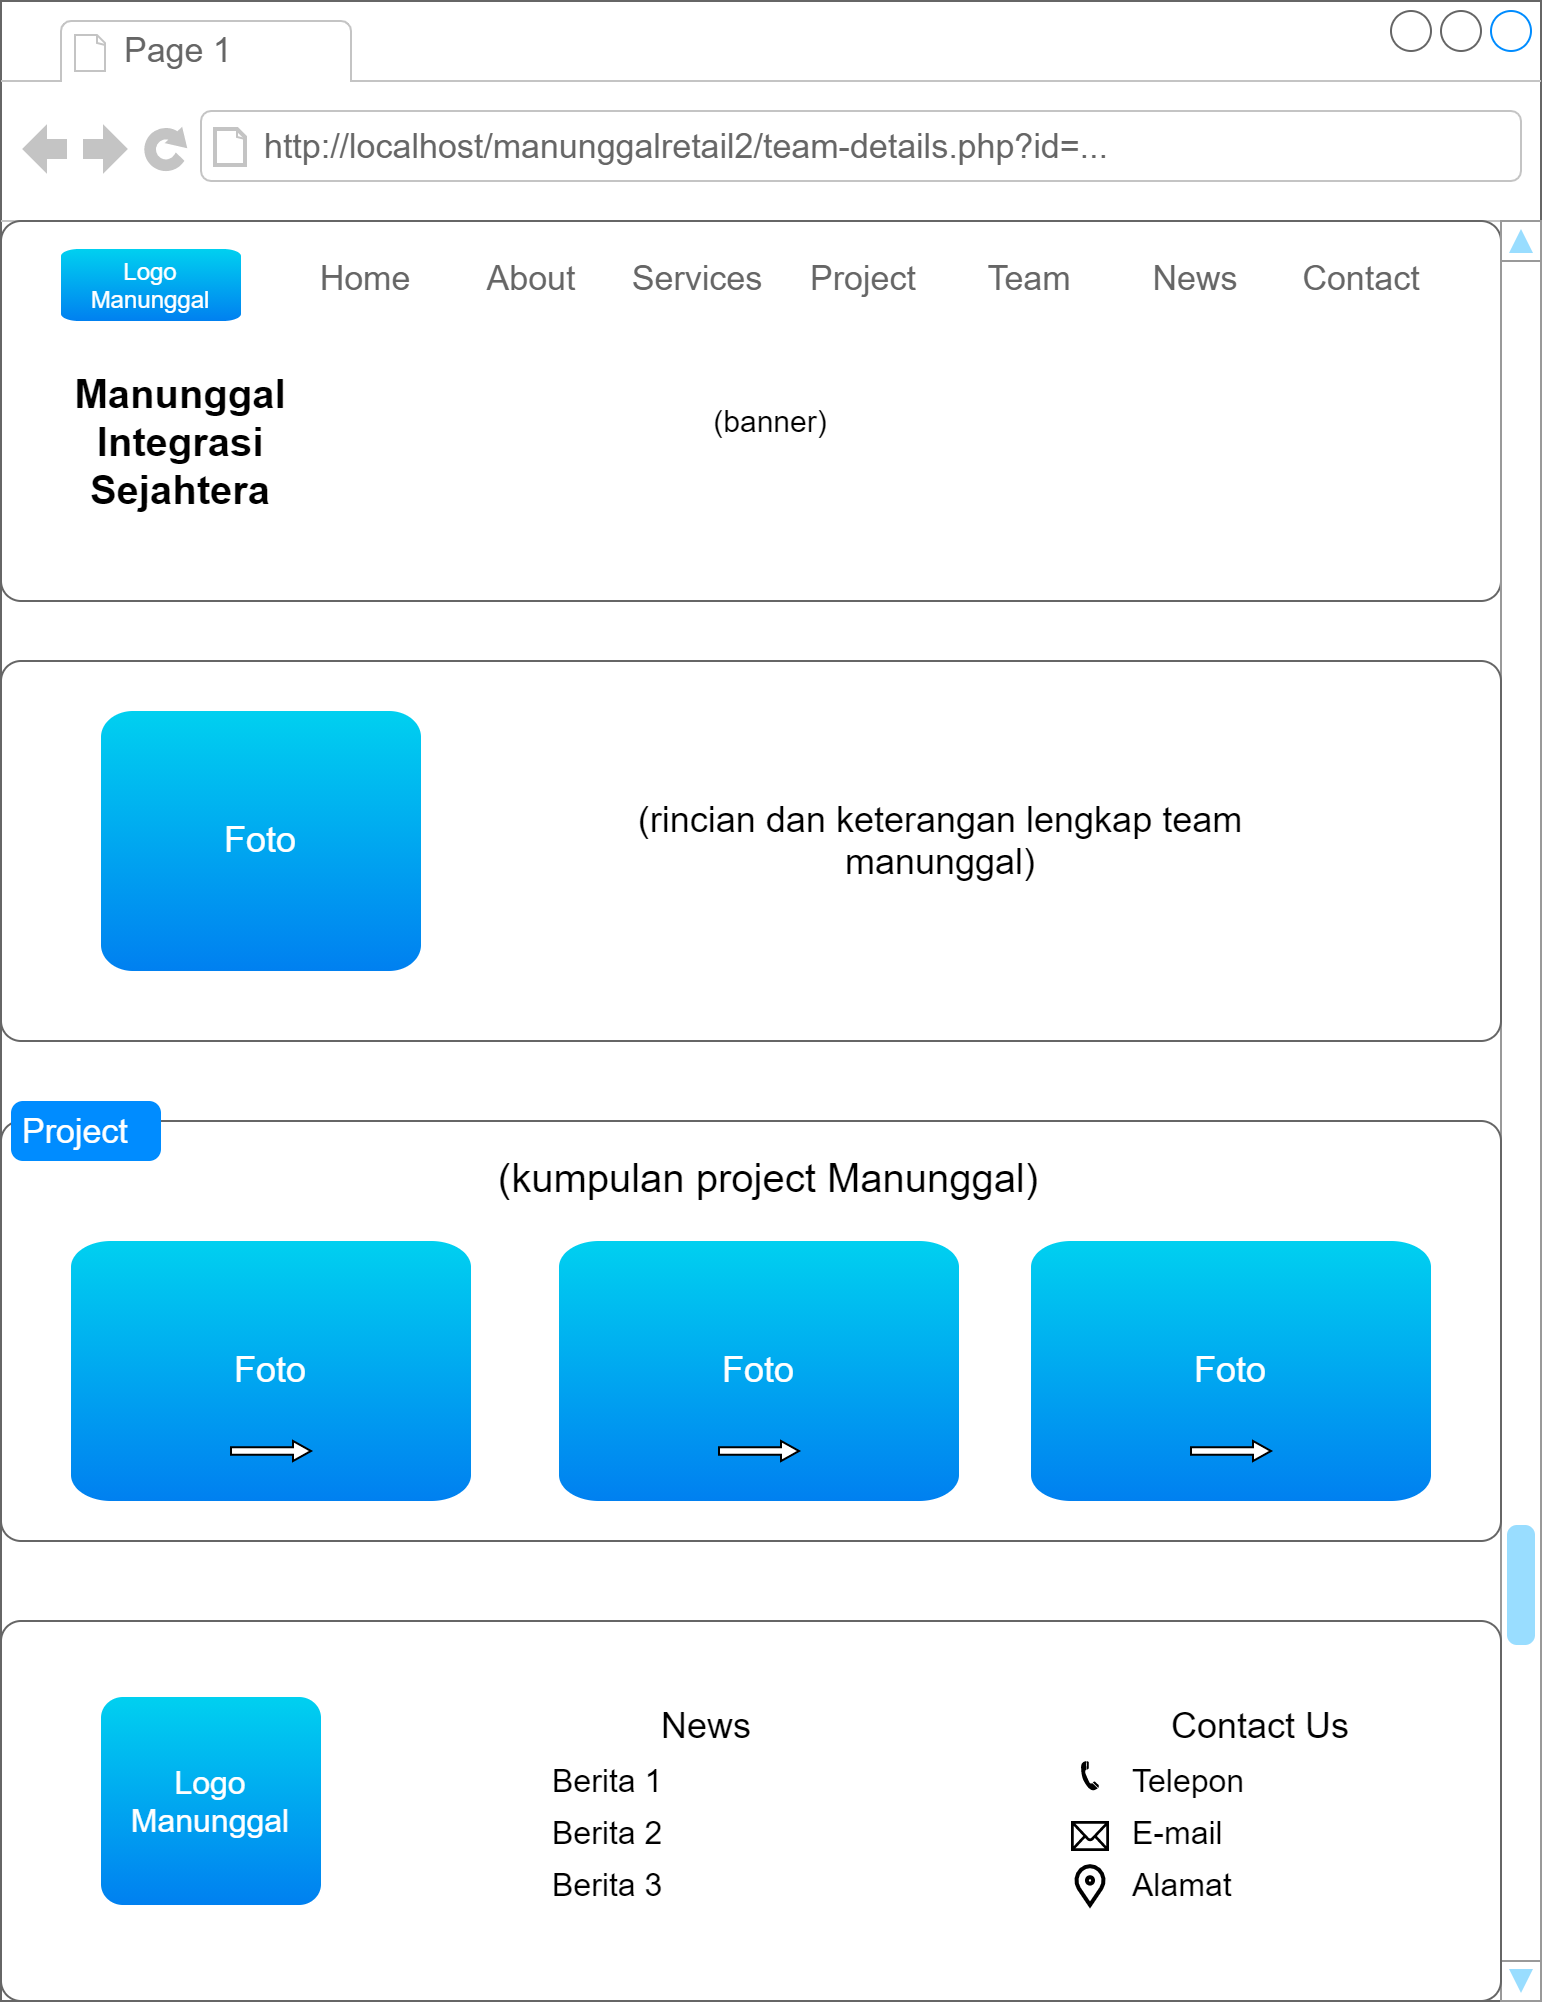 Page 1
http://localhost/manunggalretail2/team-details.php?id=...
Logo
Manunggal
Home About Services Project Team News Contact
Manunggal
Integrasi
Sejahtera
(banner)
Foto
(rincian dan keterangan lengkap team
manunggal)
Project
(kumpulan project Manunggal)
Foto Foto Foto
Logo
Manunggal
News
Berita 1
Berita 2
Berita 3
Contact Us
Telepon
E-mail
Alamat